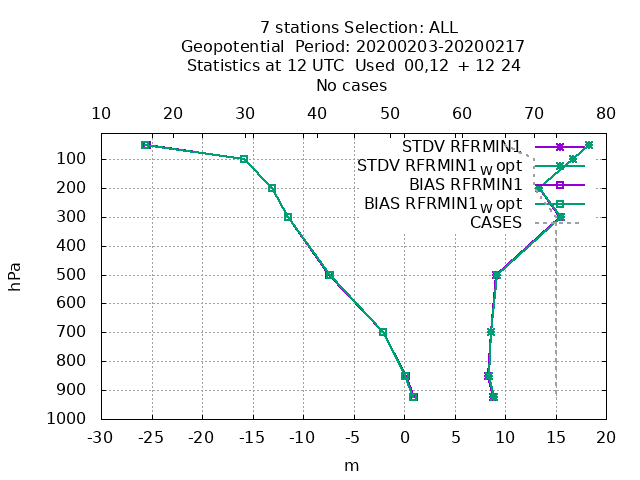 7 stations Selection: ALL
Geopotential Period: 20200203-20200217
Statistics at 12 UTC Used 00,12 + 12 24
No cases
10 20 30 40 50 60 70 80
STDV RFRMIN1
STDV RFRMIN1W opt
BIAS RFRMIN1
BIAS RFRMIN1W opt
CASES
hPa
100
200
300
400
500
600
700
800
900
1000
-30 -25 -20 -15 -10 -5 0 5 10 15 20
m